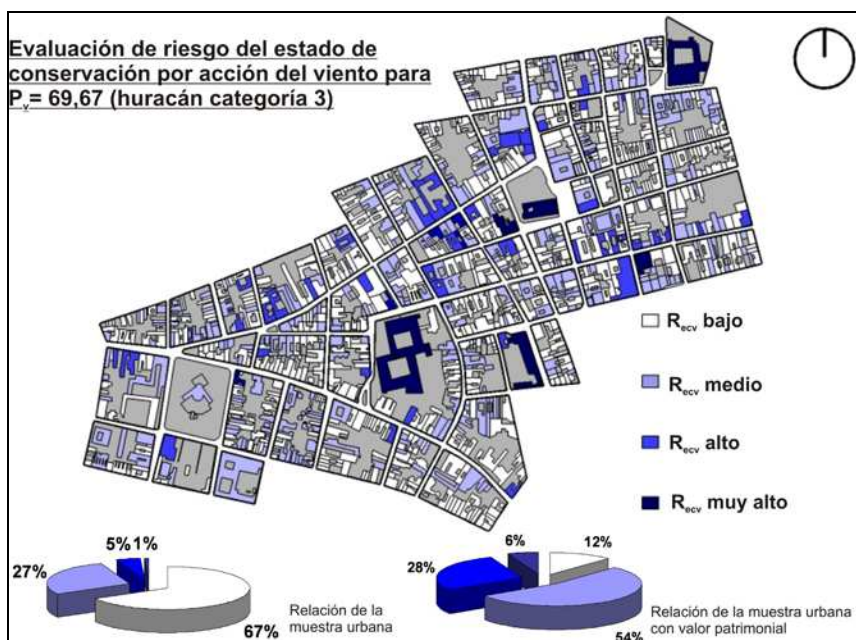 Evaluación de riesgo del estado de
conservación por acción del viento para
Pv= 69,67 (huracán categoría 3)
Recv bajo
Recv medio
Recv alto
Recv muy alto
5% 1%
27%
67%
Relación de la
muestra urbana
6%
12%
28%
54%
Relación de la muestra urbana
con valor patrimonial